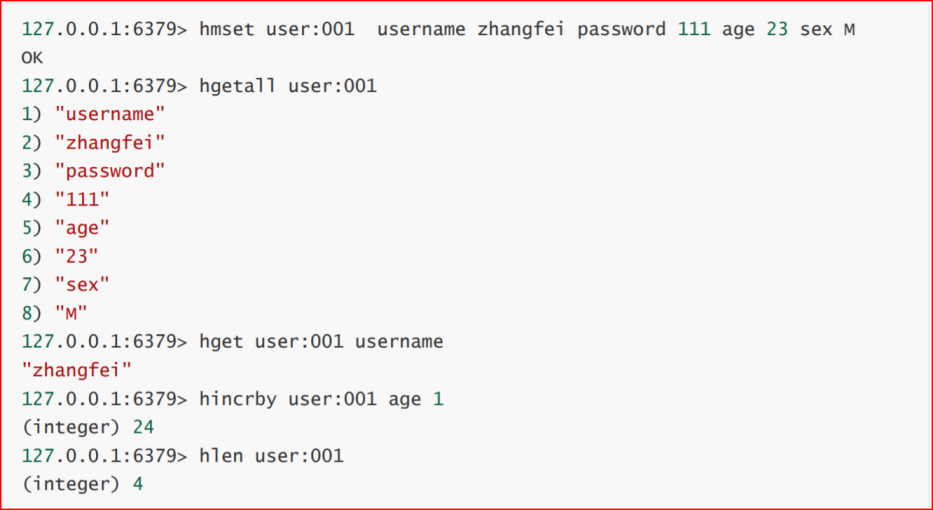 127.0.0.1:6379> hmset user:001  username zhangfei password 111 age 23 sex M
OK
127.0.0.1:6379> hgetall user:001
1) "username"
2) "zhangfei"
3) "password"
4) "111"
5) "age"
6) "23"
7) "sex"
8) "M"
127.0.0.1:6379> hget user:001 username
"zhangfei"
127.0.0.1:6379> hincrby user:001 age 1
(integer) 24
127.0.0.1:6379> hlen user:001
(integer) 4